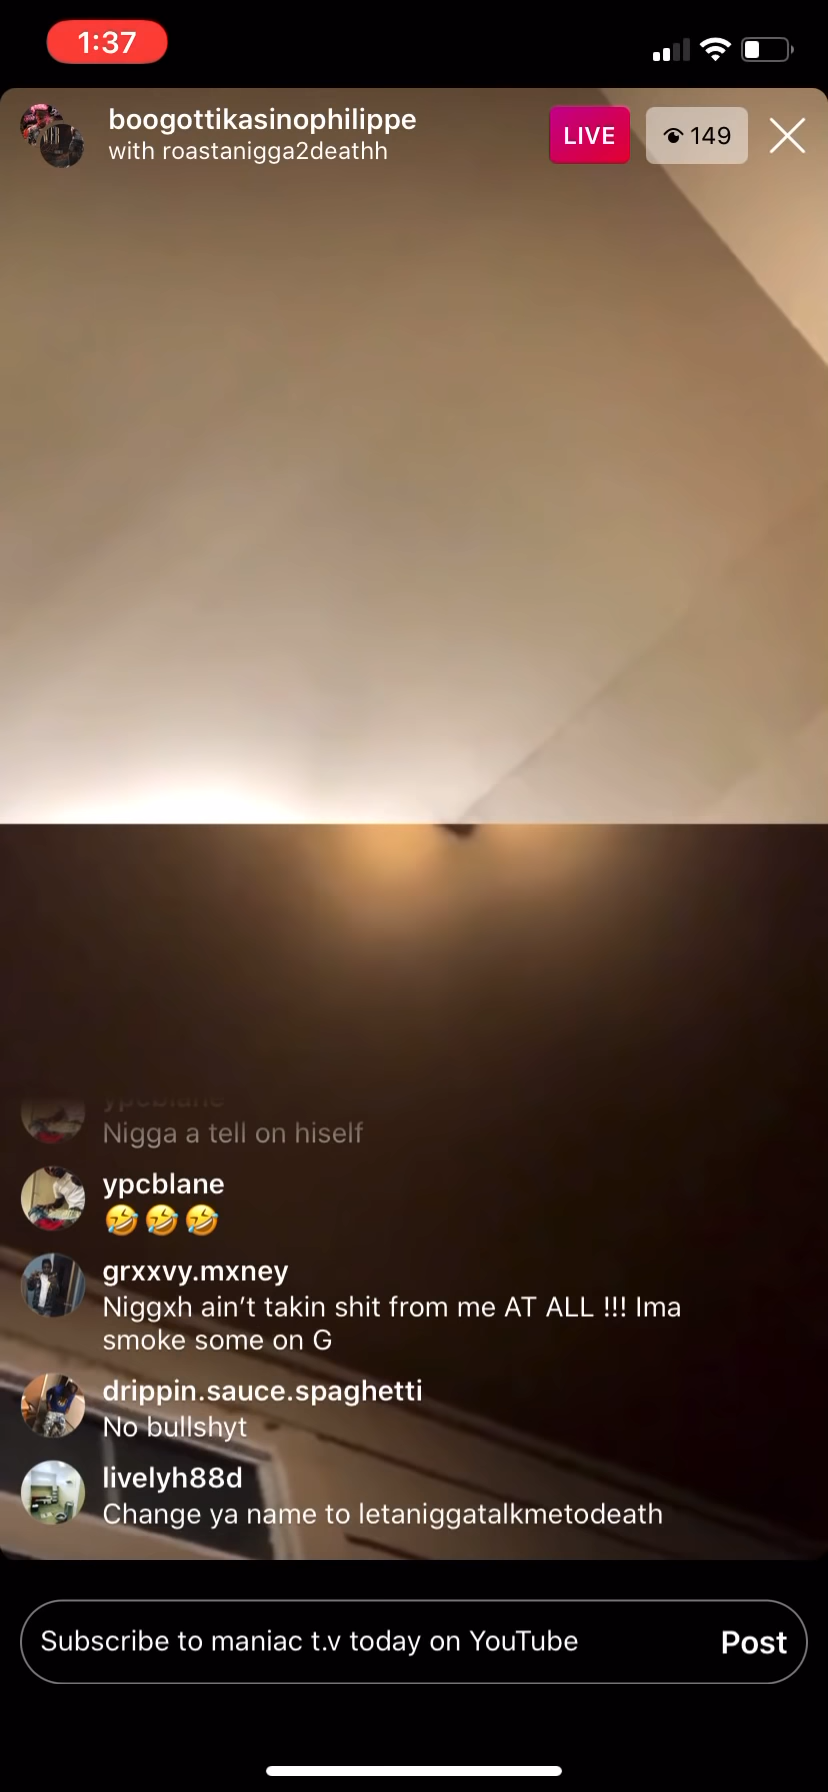 1:37
boogottikasinophilippe
with roastanigga2deathh
LIVE
149
ypcblane
Nigga a tell on hiself
ypcblane
🤣🤣🤣
grxxvy.mxney
Niggxh ain’t takin shit from me AT ALL !!! Ima
smoke some on G
drippin.sauce.spaghetti
No bullshyt
livelyh88d
Change ya name to letaniggatalkmetodeath
Subscribe to maniac t.v today on YouTube
Post